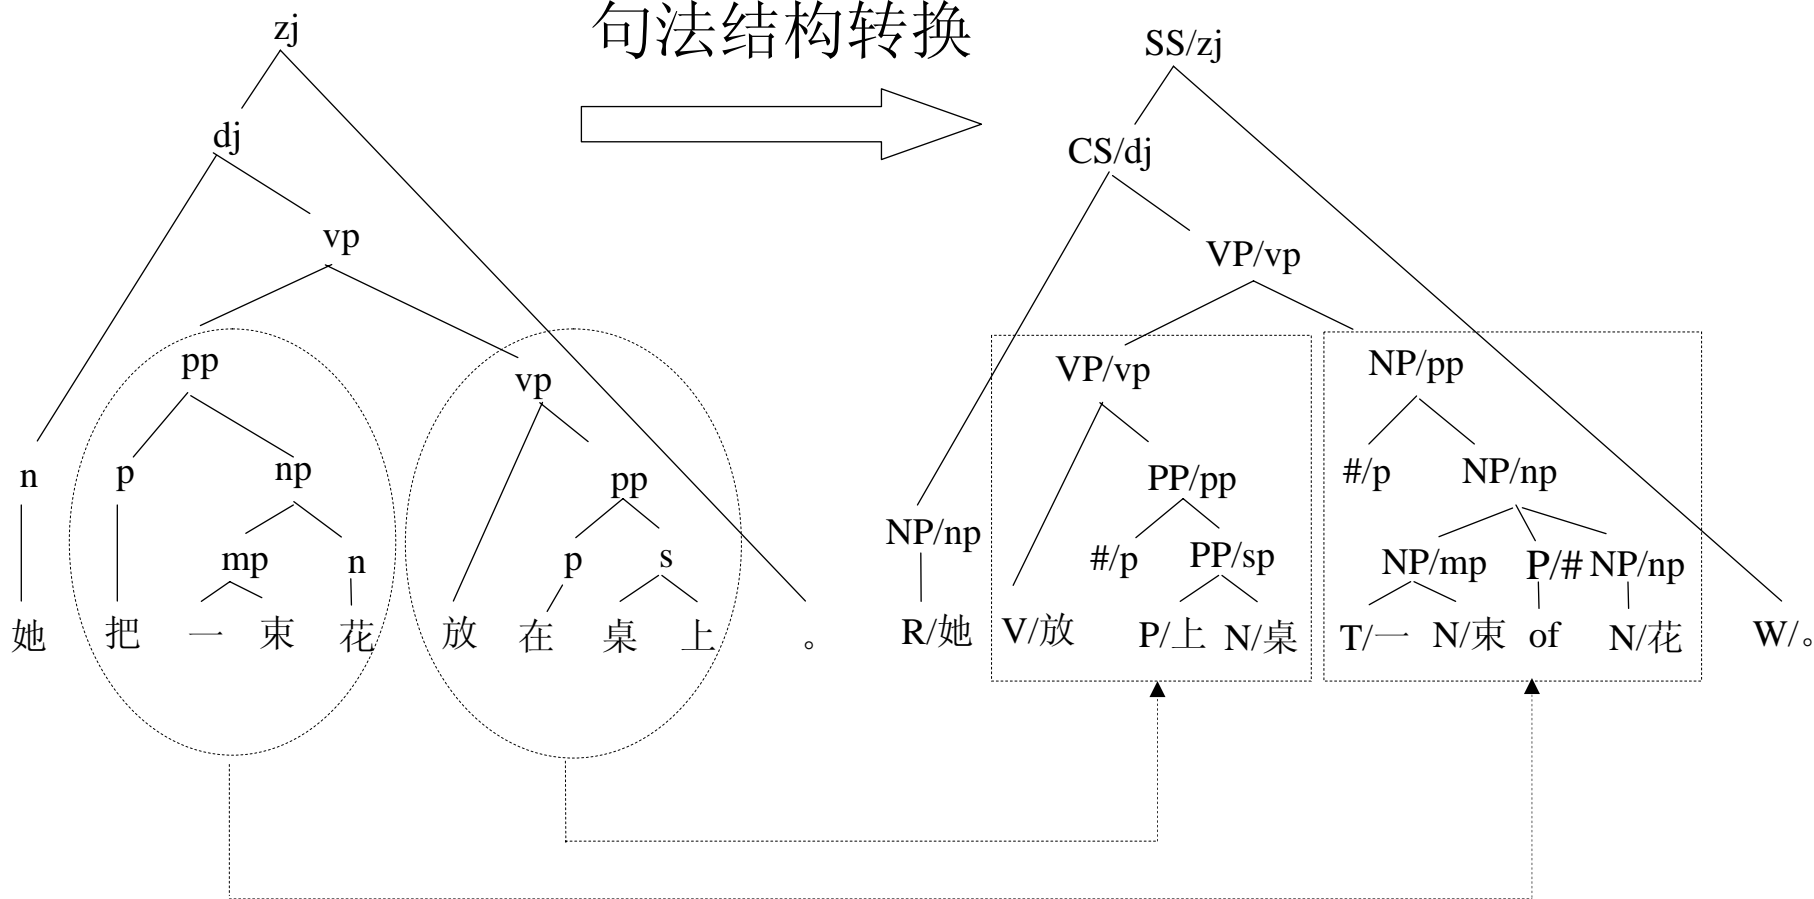 句法结构转换
zj
dj
vp
pp
vp
n
p
np
pp
mp
n
p
s
她 把 一 束 花 放 在 桌 上 。
SS/zj
CS/dj
VP/vp
VP/vp
NP/pp
PP/pp
#/p
NP/np
NP/np
#/p
PP/sp
NP/mp
P/#
NP/np
R/她 V/放 P/上 N/桌 T/一 N/束 of N/花 W/。